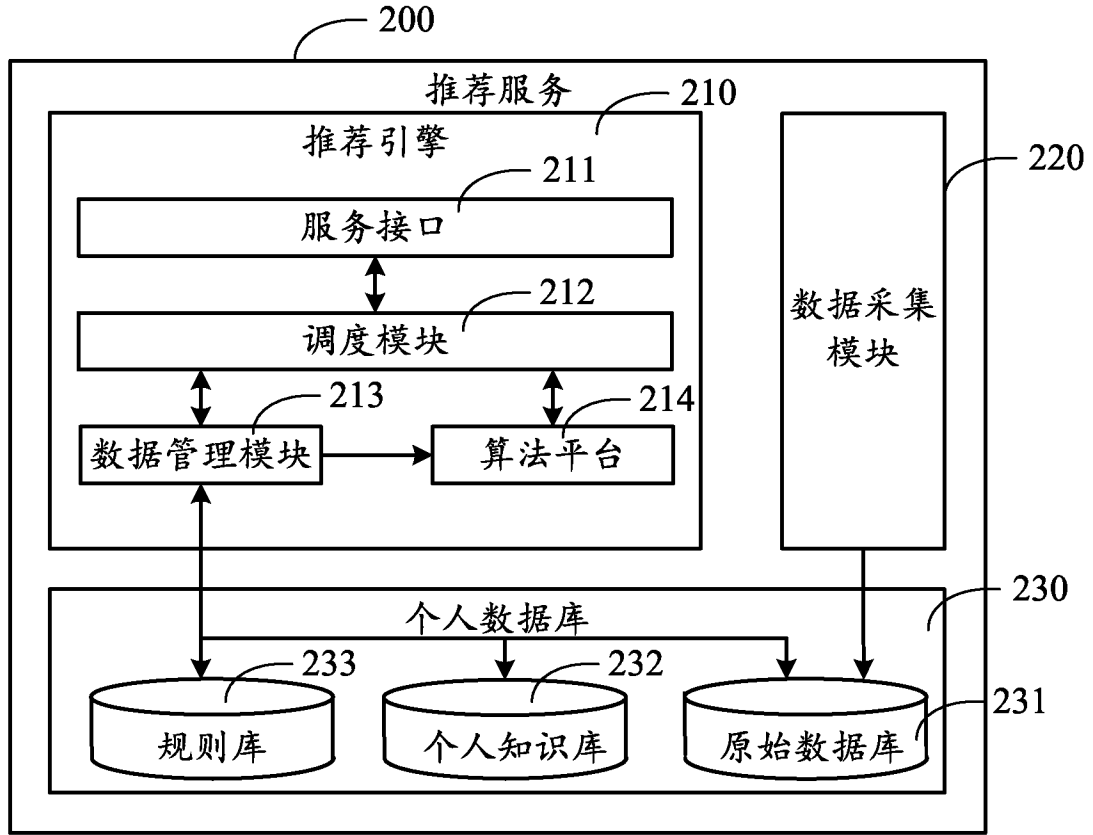 200
推荐服务
210
推荐引擎
211
服务接口
220
212
调度模块
数据采集
模块
213
214
数据管理模块
算法平台
230
个人数据库
233
232
231
规则库
个人知识库
原始数据库